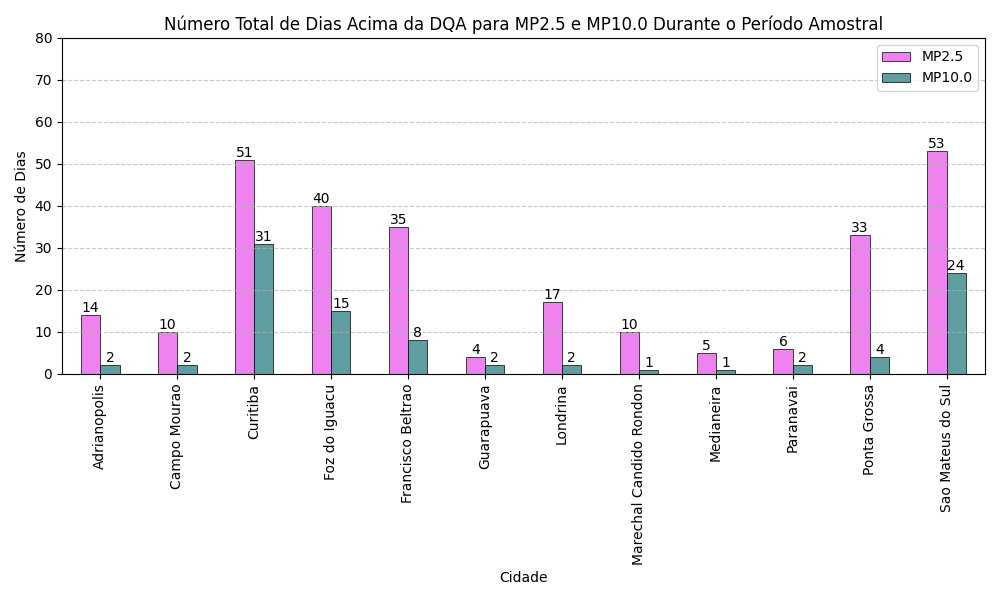 Número Total de Dias Acima da DQA para MP2.5 e MP10.0 Durante o Período Amostral
MP2.5
MP10.0
Número de Dias
80
70
60
50
40
30
20
10
0
14
2
10
2
51
31
40
15
35
8
4
2
17
2
10
1
5
1
6
2
33
4
53
24
Adrianopolis
Campo Mourao
Curitiba
Foz do Iguacu
Francisco Beltrao
Guarapuava
Londrina
Marechal Candido Rondon
Medianeira
Paranavai
Ponta Grossa
Sao Mateus do Sul
Cidade